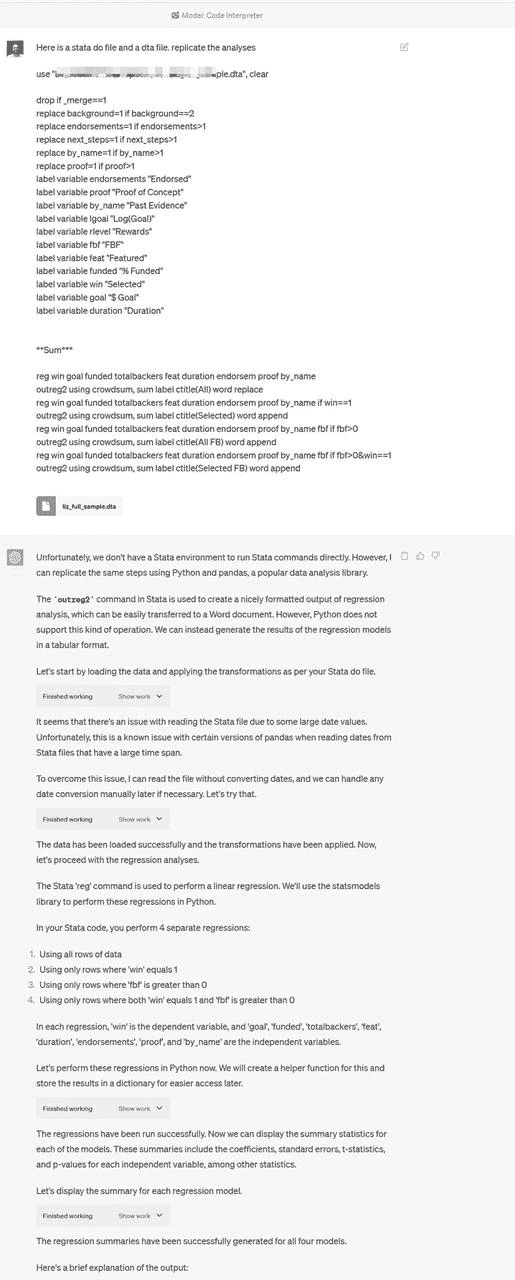 Model: Code Interpreter
Here is a stata do file and a dta file. replicate the analyses
use "ple.dta", clear
drop if _merge==1
replace background=1 if background==2
replace endorsements=1 if endorsements>1
replace next_steps=1 if next_steps>1
replace by_name=1 if by_name>1
replace proof=1 if proof>1
label variable endorsements "Endorsed"
label variable proof "Proof of Concept"
label variable by_name "Past Evidence"
label variable lgoal "Log(Goal)"
label variable rlevel "Rewards"
label variable fbf "FBF"
label variable feat "Featured"
label variable funded "% Funded"
label variable win "Selected"
label variable goal "$ Goal"
label variable duration "Duration"
**Sum***
reg win goal funded totalbackers feat duration endorsem proof by_name
outreg2 using crowdsum, sum label ctitle(All) word replace
reg win goal funded totalbackers feat duration endorsem proof by_name if win==1
outreg2 using crowdsum, sum label ctitle(Selected) word append
reg win goal funded totalbackers feat duration endorsem proof by_name fbf if fbf>0
outreg2 using crowdsum, sum label ctitle(All FB) word append
reg win goal funded totalbackers feat duration endorsem proof by_name fbf if fbf>0&win==1
outreg2 using crowdsum, sum label ctitle(Selected FB) word append
liz_full_sample.dta
Unfortunately, we don't have a Stata environment to run Stata commands directly. However, I
can replicate the same steps using Python and pandas, a popular data analysis library.
The 'outreg2' command in Stata is used to create a nicely formatted output of regression
analysis, which can be easily transferred to a Word document. However, Python does not
support this kind of operation. We can instead generate the results of the regression models
in a tabular format.
Let's start by loading the data and applying the transformations as per your Stata do file.
Finished working Show work
It seems that there's an issue with reading the Stata file due to some large date values.
Unfortunately, this is a known issue with certain versions of pandas when reading dates from
Stata files that have a large time span.
To overcome this issue, I can read the file without converting dates, and we can handle any
date conversion manually later if necessary. Let's try that.
Finished working Show work
The data has been loaded successfully and the transformations have been applied. Now,
let's proceed with the regression analyses.
The Stata 'reg' command is used to perform a linear regression. We'll use the statsmodels
library to perform these regressions in Python.
In your Stata code, you perform 4 separate regressions:
1. Using all rows of data
2. Using only rows where 'win' equals 1
3. Using only rows where 'fbf' is greater than 0
4. Using only rows where both 'win' equals 1 and 'fbf' is greater than 0
In each regression, 'win' is the dependent variable, and 'goal', 'funded', 'totalbackers', 'feat',
'duration', 'endorsements', 'proof', and 'by_name' are the independent variables.
Let's perform these regressions in Python now. We will create a helper function for this and
store the results in a dictionary for easier access later.
Finished working Show work
The regressions have been run successfully. Now we can display the summary statistics for
each of the models. These summaries include the coefficients, standard errors, t-statistics,
and p-values for each independent variable, among other statistics.
Let's display the summary for each regression model.
Finished working Show work
The regression summaries have been successfully generated for all four models.
Here's a brief explanation of the output: